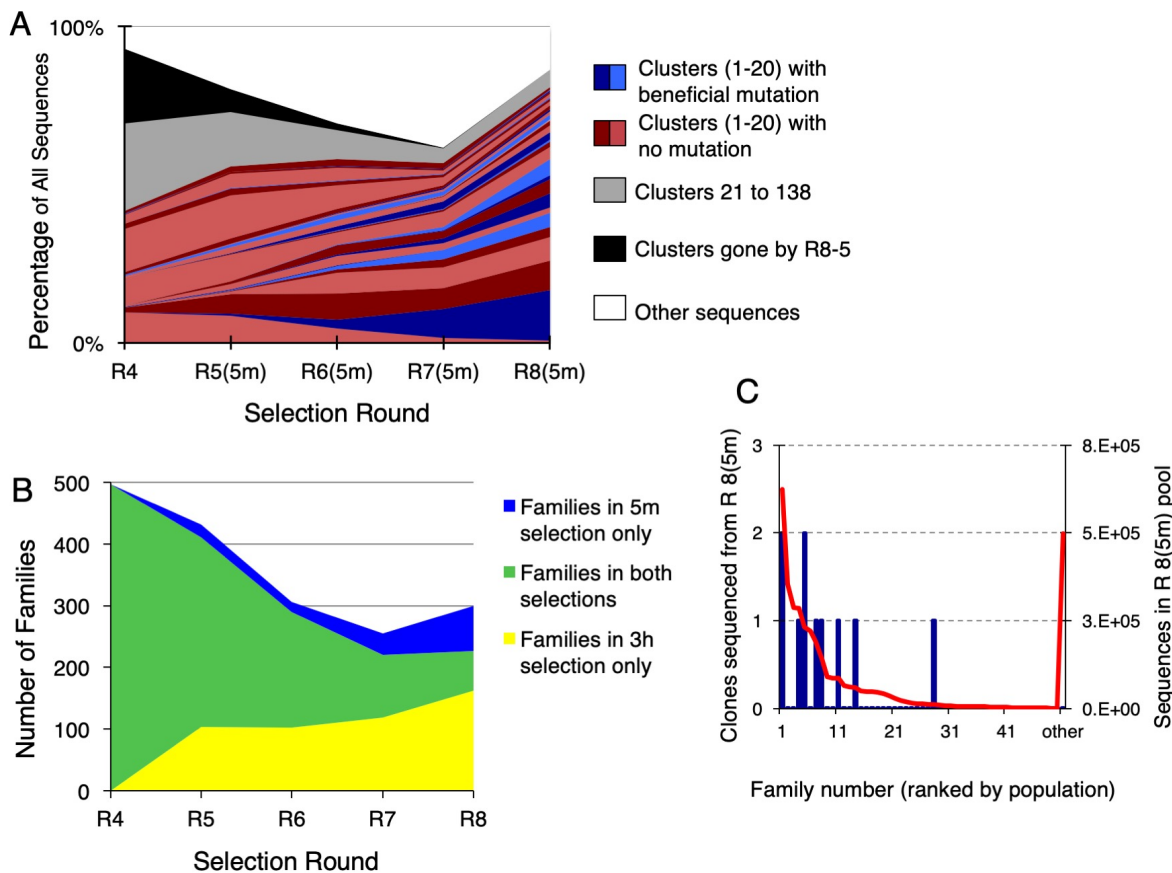 A
100%
0%
Percentage of All Sequences
R4
R5(5m)
R6(5m)
R7(5m)
R8(5m)
Selection Round
Clusters (1-20) with
beneficial mutation
Clusters (1-20) with
no mutation
Clusters 21 to 138
Clusters gone by R8-5
Other sequences
B
500
400
300
200
100
0
Number of Families
R4
R5
R6
R7
R8
Selection Round
Families in 5m
selection only
Families in both
selections
Families in 3h
selection only
C
Clones sequenced from R 8(5m)
3
2
1
0
8.E+05
5.E+05
3.E+05
0.E+00
Sequences in R 8(5m) pool
1
11
21
31
41
other
Family number (ranked by population)